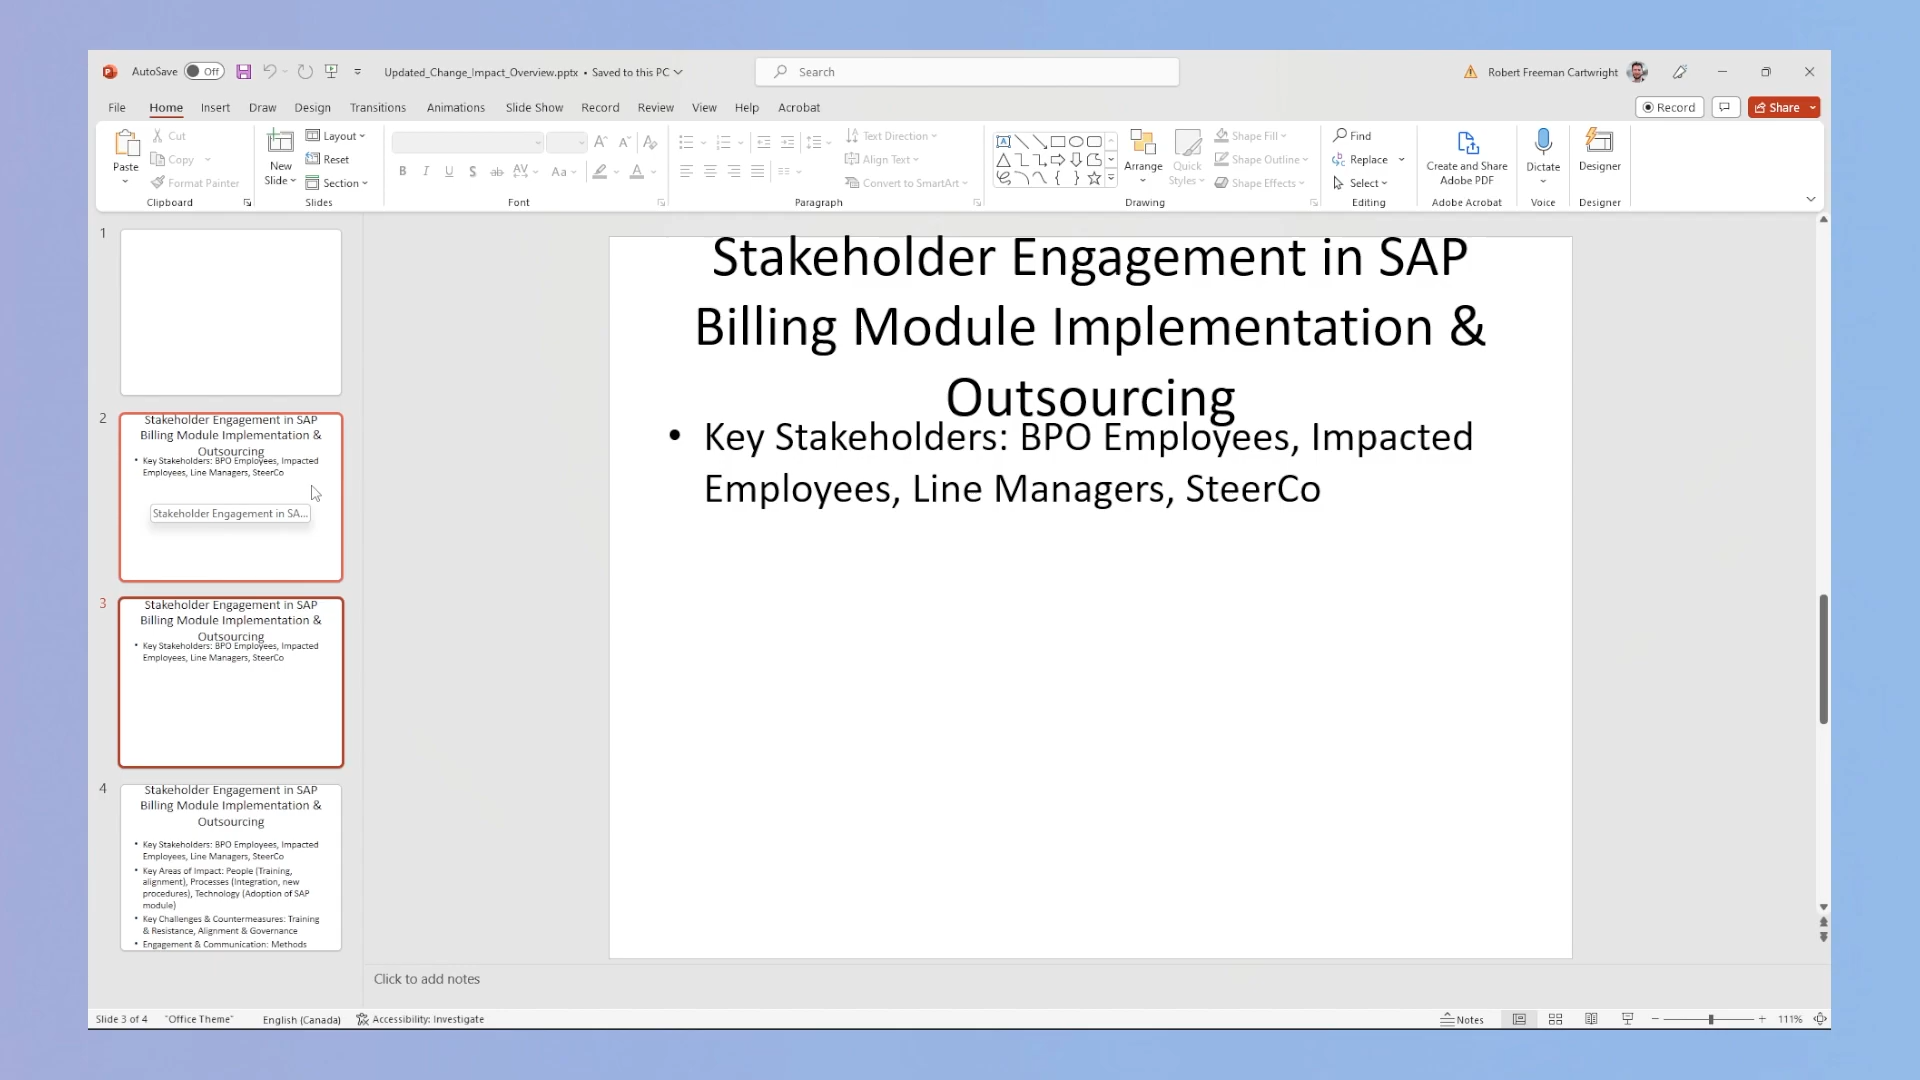 AutoSave Off Updated_Change_Impact_Overview.pptx • Saved to this PC Search Robert Freeman Cartwright
File Home Insert Draw Design Transitions Animations Slide Show Record Review View Help Acrobat Record Share
Paste
Cut
Copy
Format Painter
Clipboard
New
Slide
Layout
Reset
Section
Slides
B I U S ab AV Aa A
Font
Text Direction
Align Text
Convert to SmartArt
Paragraph
Arrange
Quick
Styles
Shape Fill
Shape Outline
Shape Effects
Drawing
Find
Replace
Select
Editing
Create and Share
Adobe PDF
Adobe Acrobat
Dictate
Voice
Designer
Designer
1
2
Stakeholder Engagement in SAP
Billing Module Implementation &
Outsourcing
• Key Stakeholders: BPO Employees, Impacted
Employees, Line Managers, SteerCo
Stakeholder Engagement in SA...
3
Stakeholder Engagement in SAP
Billing Module Implementation &
Outsourcing
• Key Stakeholders: BPO Employees, Impacted
Employees, Line Managers, SteerCo
4
Stakeholder Engagement in SAP
Billing Module Implementation &
Outsourcing
• Key Stakeholders: BPO Employees, Impacted
Employees, Line Managers, SteerCo
• Key Areas of Impact: People (Training,
alignment), Processes (Integration, new
procedures), Technology (Adoption of SAP
module)
• Key Challenges & Countermeasures: Training
& Resistance, Alignment & Governance
• Engagement & Communication: Methods
Stakeholder Engagement in SAP
Billing Module Implementation &
Outsourcing
• Key Stakeholders: BPO Employees, Impacted
Employees, Line Managers, SteerCo
Click to add notes
Slide 3 of 4 "Office Theme" English (Canada) Accessibility: Investigate Notes 111%